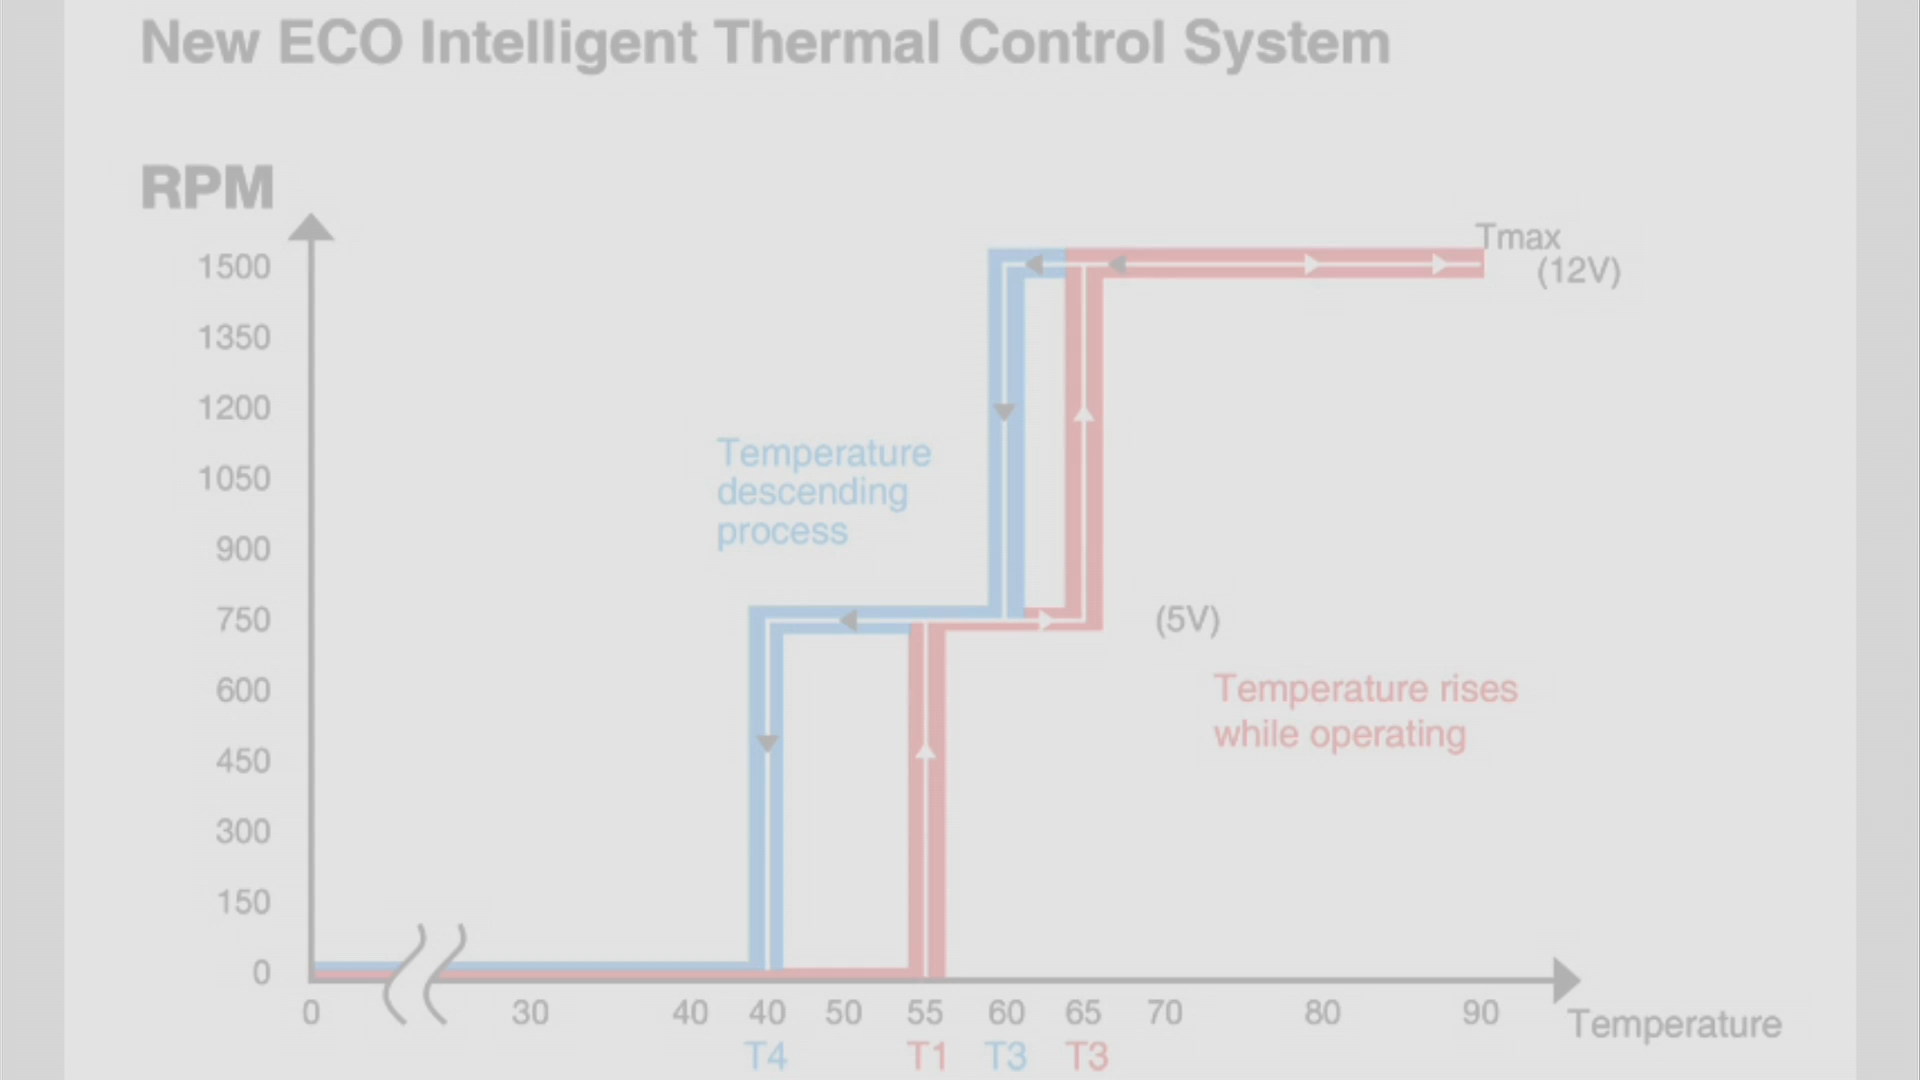 New ECO Intelligent Thermal Control System
RPM
Tmax
(12V)
1500
1350
1200
1050
900
750
600
450
300
150
0
Temperature
descending
process
(5V)
Temperature rises
while operating
0 30 40 40 50 55 60 65 70 80 90
Temperature
T4 T1 T3 T3